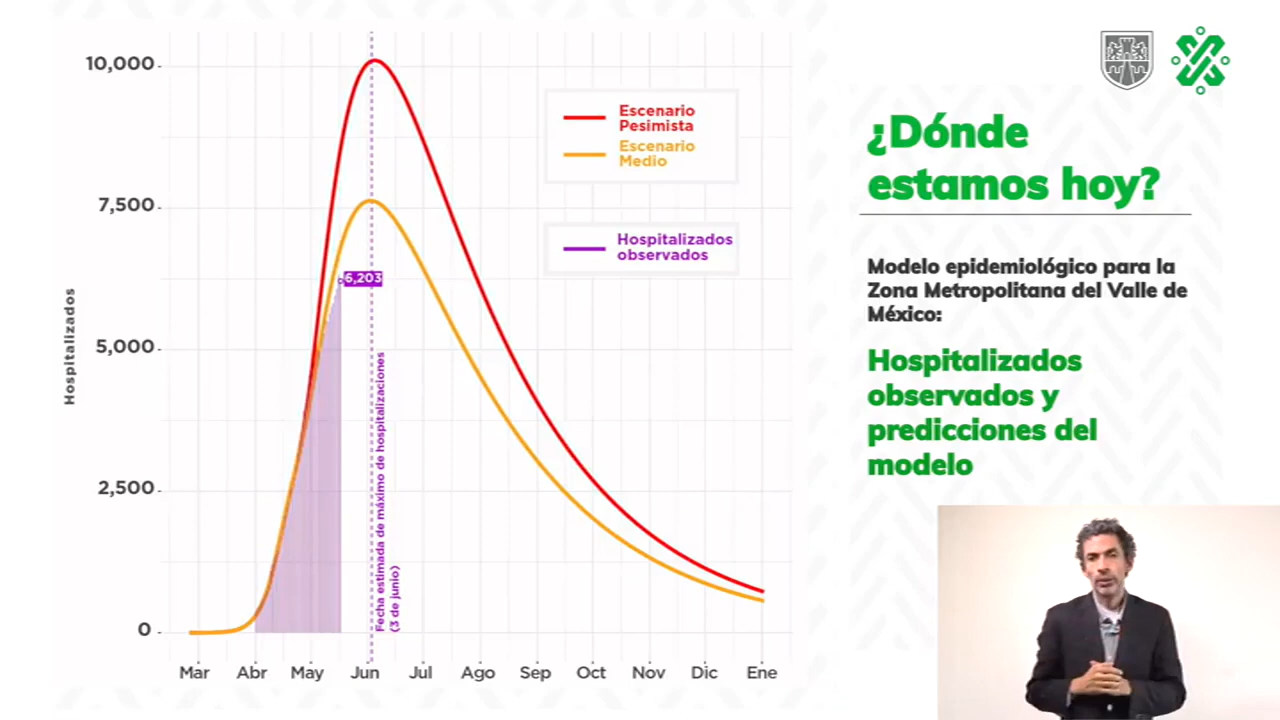 10,000
7,500
5,000
2,500
0
Hospitalizados
Mar
Abr
May
Jun
Jul
Ago
Sep
Oct
Nov
Dic
Ene
Escenario
Pesimista
Escenario
Medio
Hospitalizados
observados
6,203
Fecha estimada de máximo de hospitalizaciones
(3 de junio)
¿Dónde
estamos hoy?
Modelo epidemiológico para la
Zona Metropolitana del Valle de
México:
Hospitalizados
observados y
predicciones del
modelo